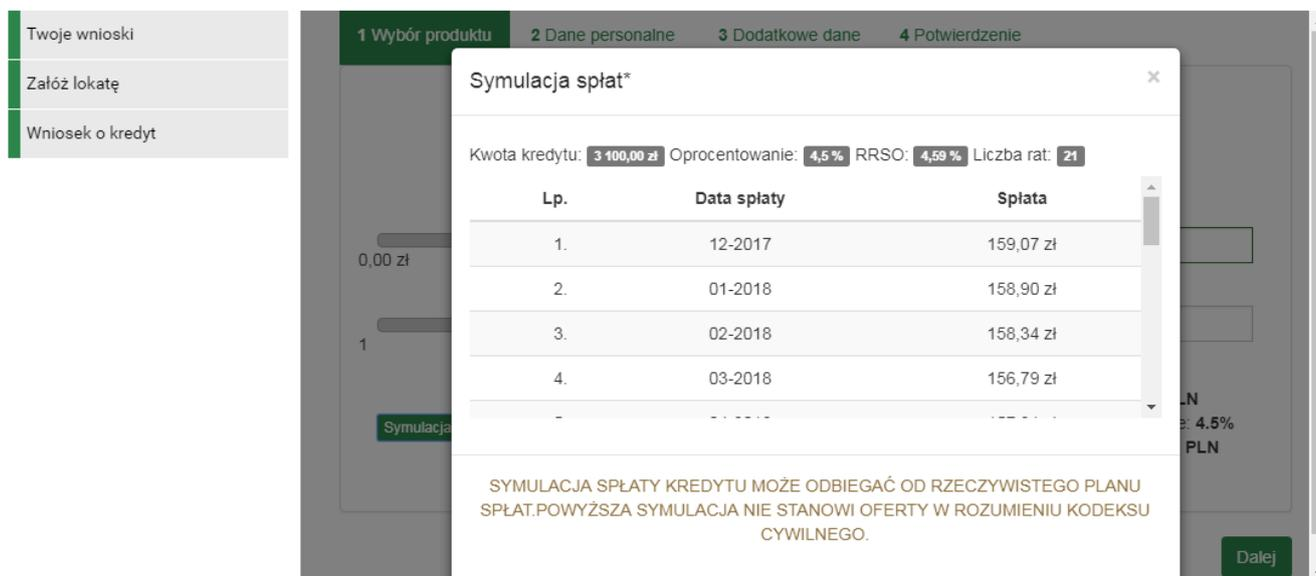 Twoje wnioski
Załóż lokatę
Wniosek o kredyt
1 Wybór produktu 2 Dane personalne 3 Dodatkowe dane 4 Potwierdzenie
Symulacja spłat* ×
Kwota kredytu: 3 100,00 zł Oprocentowanie: 4,5 % RRSO: 4,59 % Liczba rat: 21
Lp. Data spłaty Spłata
1. 12-2017 159,07 zł
0,00 zł
2. 01-2018 158,90 zł
3. 02-2018 158,34 zł
1
4. 03-2018 156,79 zł
LN
Symulacja e: 4.5%
PLN
SYMULACJA SPŁATY KREDYTU MOŻE ODBIEGAĆ OD RZECZYWISTEGO PLANU
SPŁAT.POWYŻSZA SYMULACJA NIE STANOWI OFERTY W ROZUMIENIU KODEKSU
CYWILNEGO.
Dalej